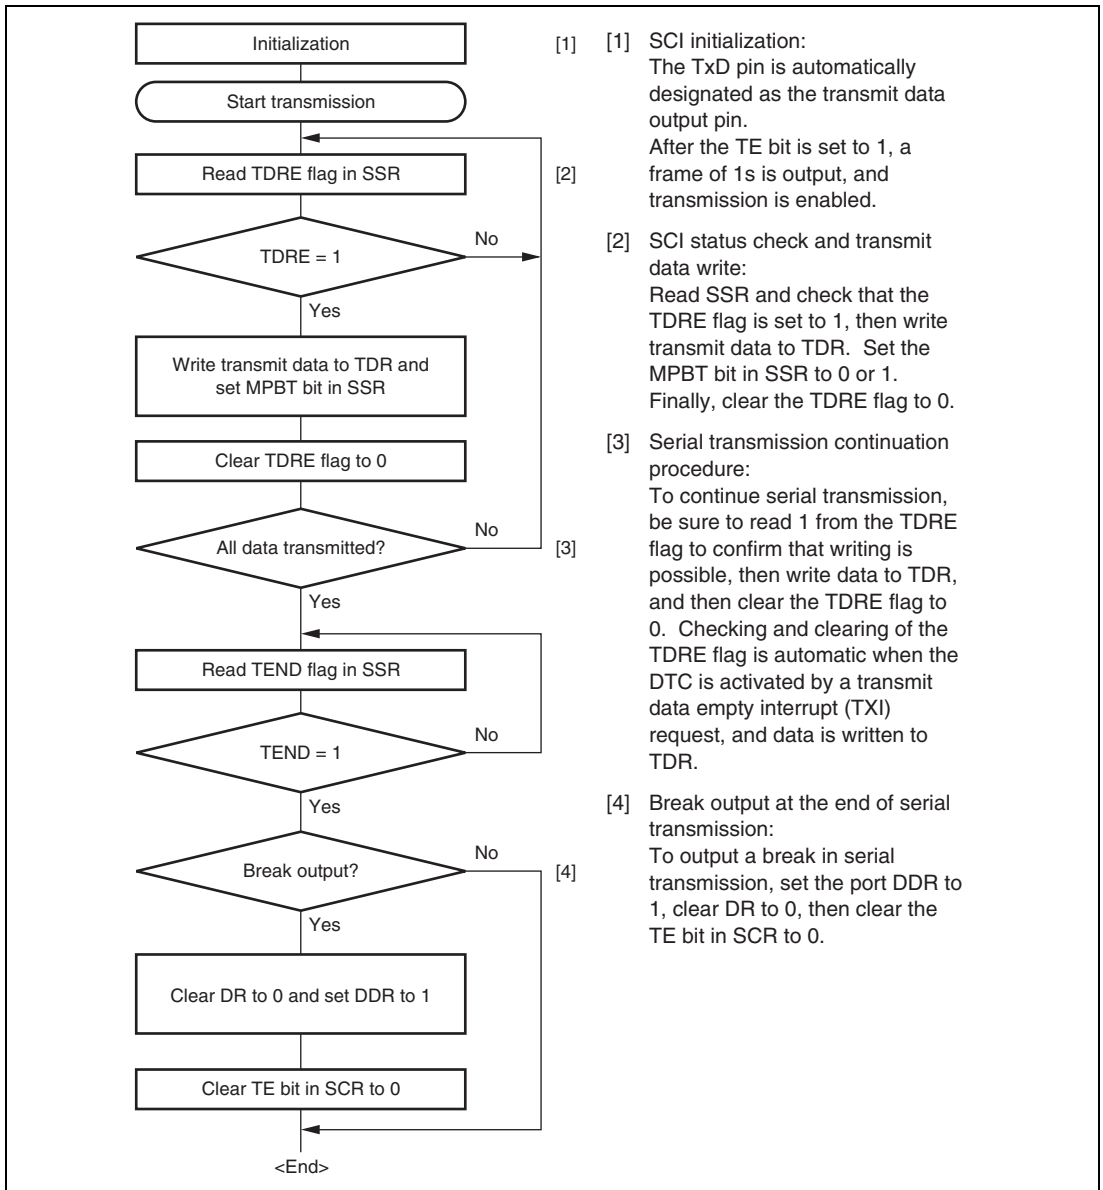 Initialization [1]
Start transmission
Read TDRE flag in SSR [2]
TDRE = 1
No
Yes
Write transmit data to TDR and
set MPBT bit in SSR
Clear TDRE flag to 0
All data transmitted? [3]
No
Yes
Read TEND flag in SSR
TEND = 1
No
Yes
Break output? [4]
No
Yes
Clear DR to 0 and set DDR to 1
Clear TE bit in SCR to 0
<End>
[1] SCI initialization:
The TxD pin is automatically
designated as the transmit data
output pin.
After the TE bit is set to 1, a
frame of 1s is output, and
transmission is enabled.
[2] SCI status check and transmit
data write:
Read SSR and check that the
TDRE flag is set to 1, then write
transmit data to TDR. Set the
MPBT bit in SSR to 0 or 1.
Finally, clear the TDRE flag to 0.
[3] Serial transmission continuation
procedure:
To continue serial transmission,
be sure to read 1 from the TDRE
flag to confirm that writing is
possible, then write data to TDR,
and then clear the TDRE flag to
0. Checking and clearing of the
TDRE flag is automatic when the
DTC is activated by a transmit
data empty interrupt (TXI)
request, and data is written to
TDR.
[4] Break output at the end of serial
transmission:
To output a break in serial
transmission, set the port DDR to
1, clear DR to 0, then clear the
TE bit in SCR to 0.